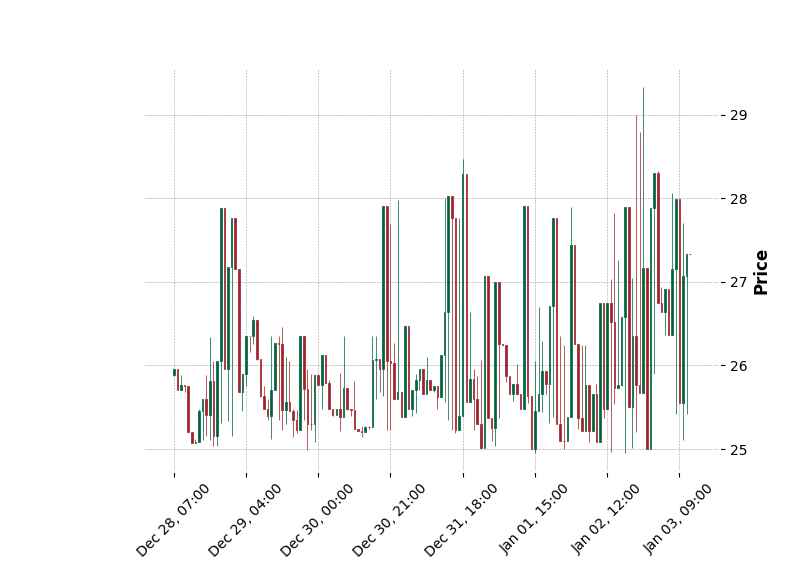 29
28
27
26
25
Price
Dec 28, 07:00
Dec 29, 04:00
Dec 30, 00:00
Dec 30, 21:00
Dec 31, 18:00
Jan 01, 15:00
Jan 02, 12:00
Jan 03, 09:00